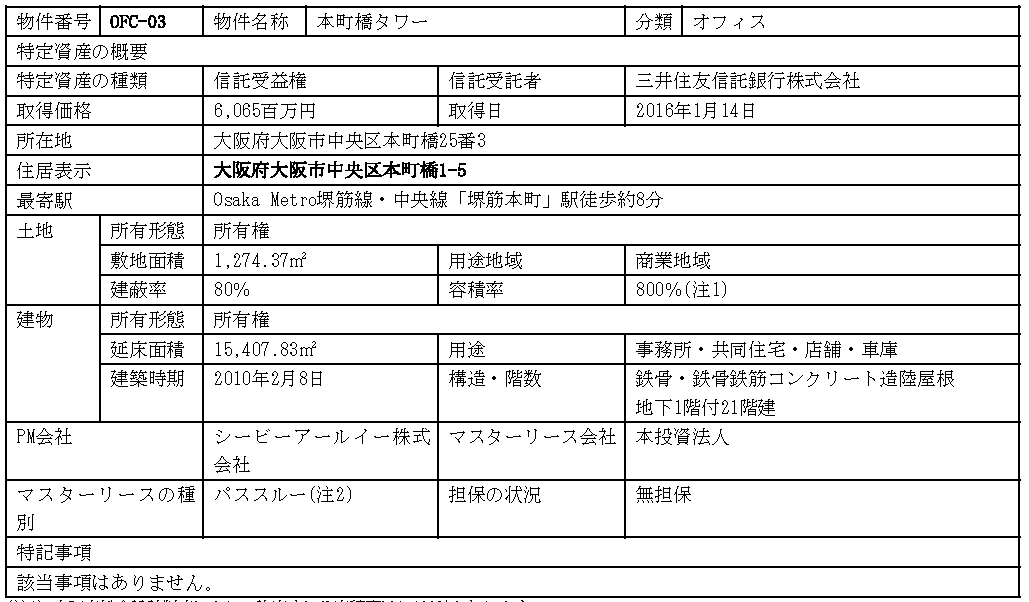 物件番号 OFC-03 物件名称 本町橋タワー 分類 オフィス
特定資産の概要
特定資産の種類 信託受益権 信託受託者 三井住友信託銀行株式会社
取得価格 6,065百万円 取得日 2016年1月14日
所在地 大阪府大阪市中央区本町橋25番3
住居表示 大阪府大阪市中央区本町橋1-5
最寄駅 Osaka Metro堺筋線・中央線「堺筋本町」駅徒歩約8分
土地 所有形態 所有権
敷地面積 1,274.37㎡ 用途地域 商業地域
建蔽率 80% 容積率 800%(注1)
建物 所有形態 所有権
延床面積 15,407.83㎡ 用途 事務所・共同住宅・店舗・車庫
建築時期 2010年2月8日 構造・階数 鉄骨・鉄骨鉄筋コンクリート造陸屋根
地下1階付21階建
PM会社 シービーアールイー株式 マスターリース会社 本投資法人
会社
マスターリースの種 パススルー(注2) 担保の状況 無担保
別
特記事項
該当事項はありません。